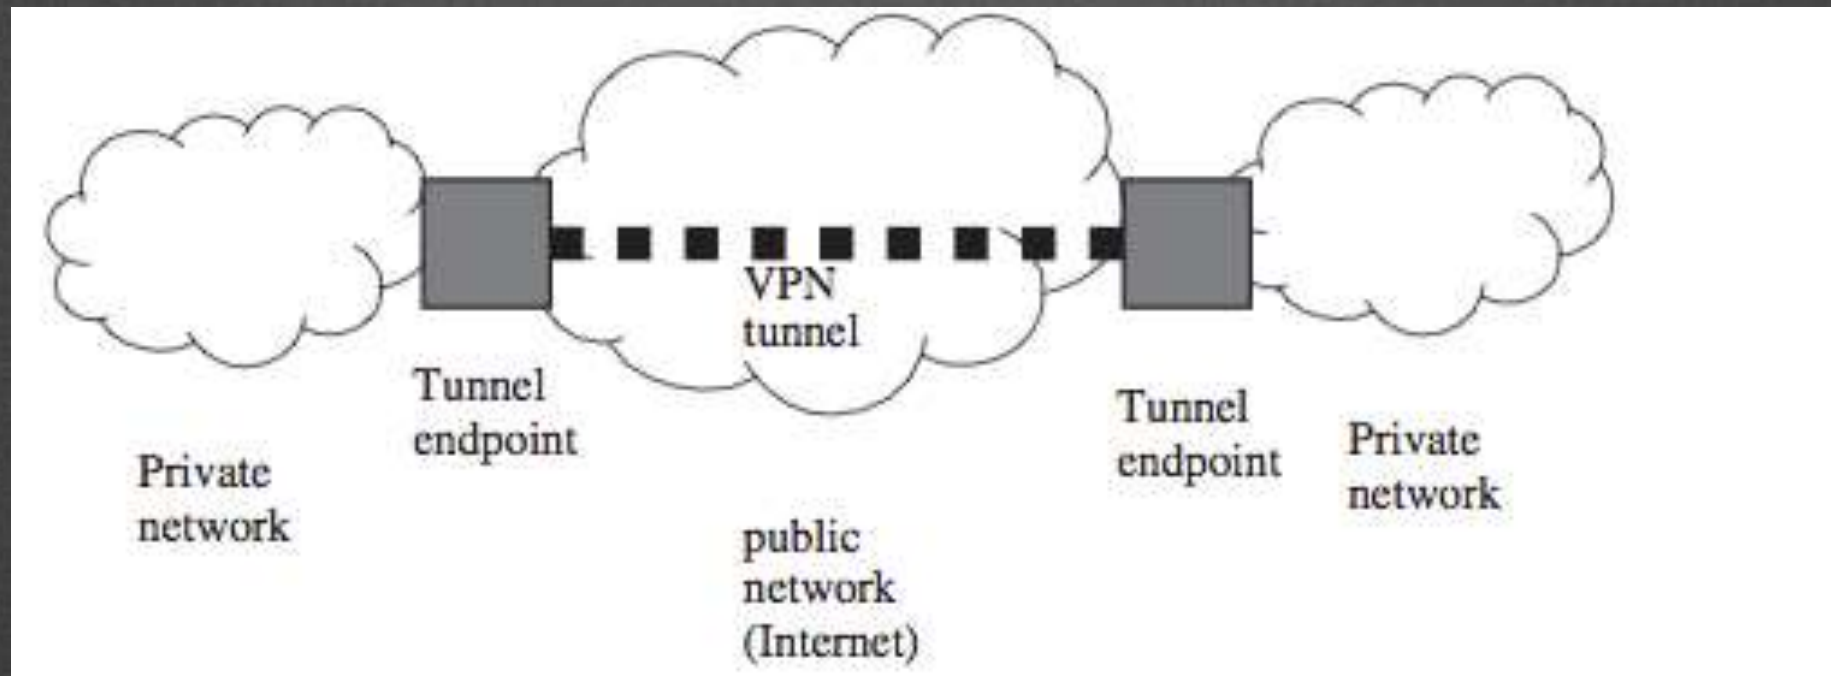 VPN
tunnel
Tunnel
endpoint
Tunnel
endpoint
Private
network
Private
network
public
network
(Internet)